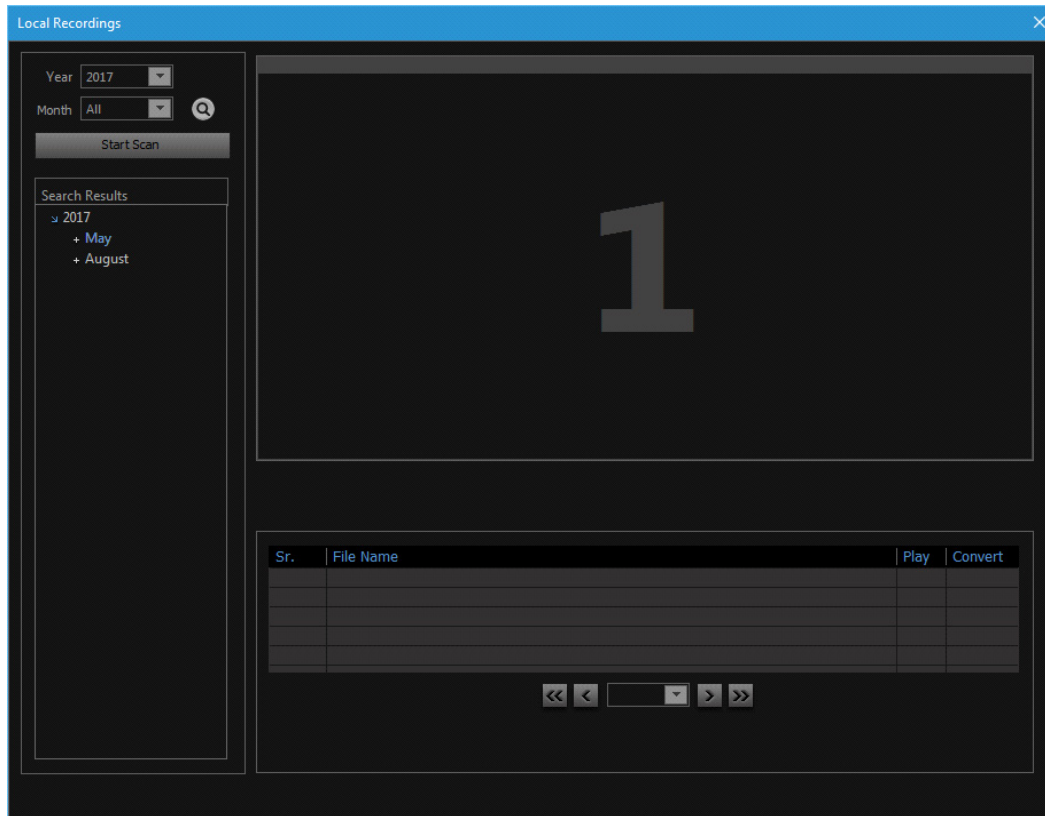 Local Recordings
Year 2017
Month All
Start Scan
Search Results
2017
+ May
+ August
1
Sr. File Name Play Convert